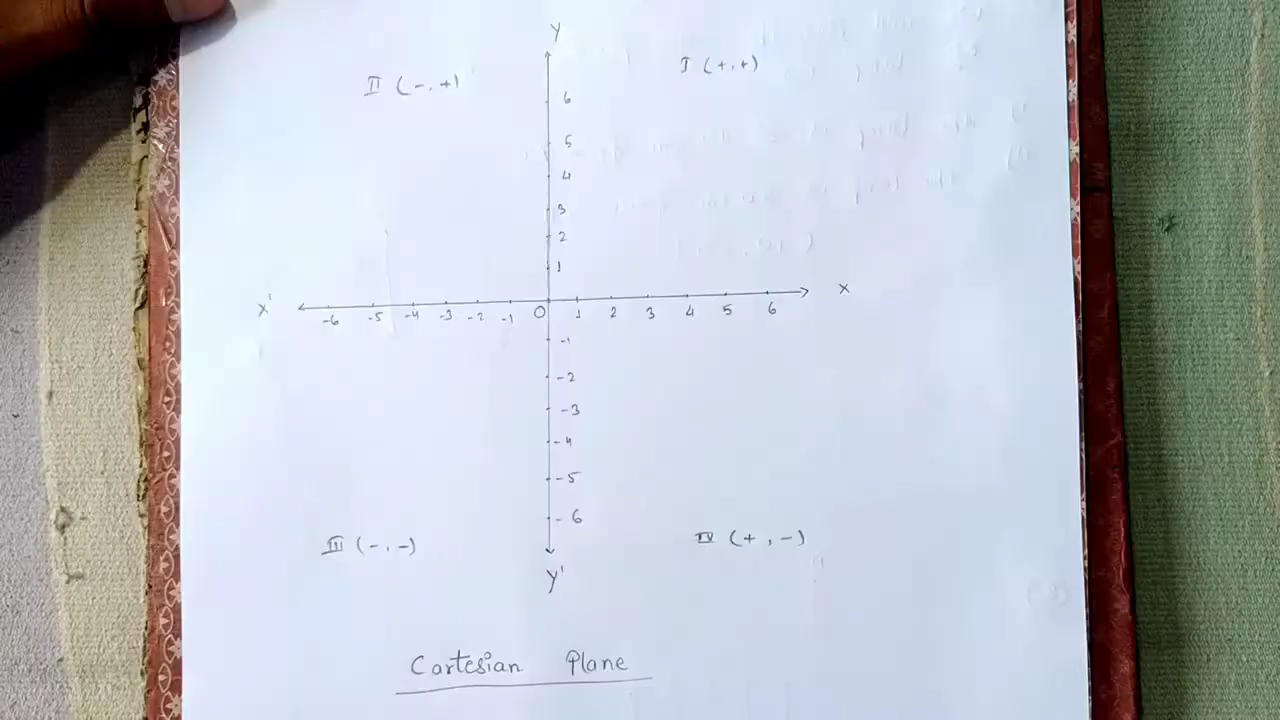 Y
I (+,+)
II (-,+)
6
5
4
3
2
1
X' -6 -5 -4 -3 -2 -1 O 1 2 3 4 5 6 X
-1
-2
-3
-4
-5
-6
III (-,-)
IV (+,-)
Y'
Cartesian Plane